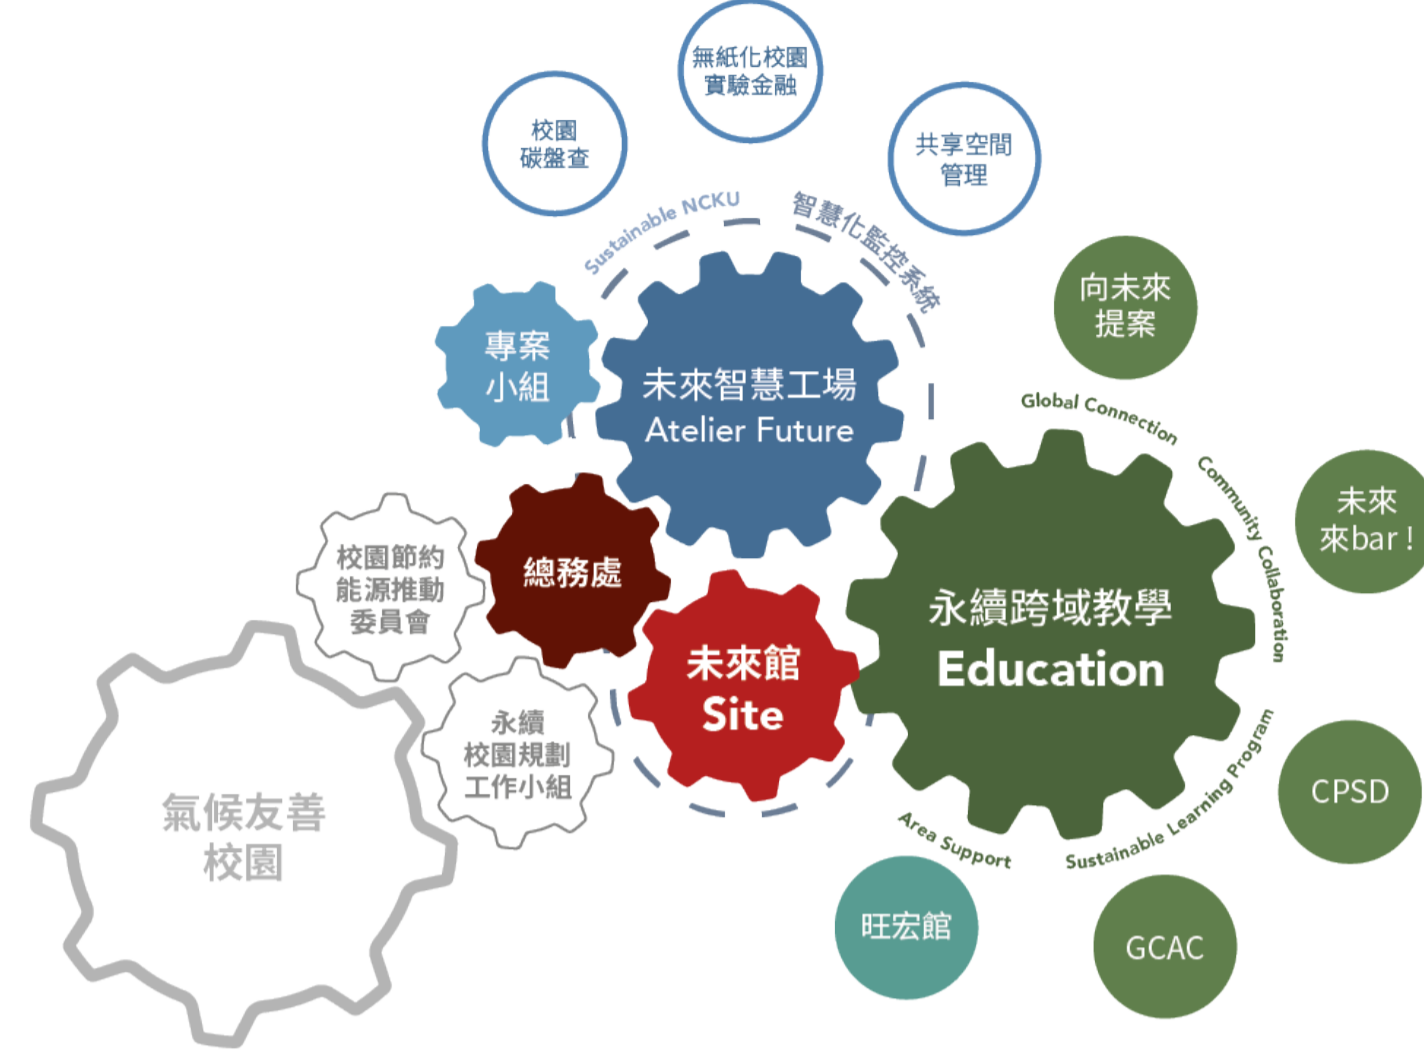 無紙化校園
實驗金融
校園
碳盤查
共享空間
管理
Sustainable NCKU
智慧化監控系統
向未來
提案
專案
小組
未來智慧工場
Atelier Future
Global Connection
Community Collaboration
未來
來bar !
校園節約
能源推動
委員會
總務處
永續跨域教學
Education
未來館
Site
永續
校園規劃
工作小組
氣候友善
校園
CPSD
Sustainable Learning Program
Area Support
旺宏館
GCAC